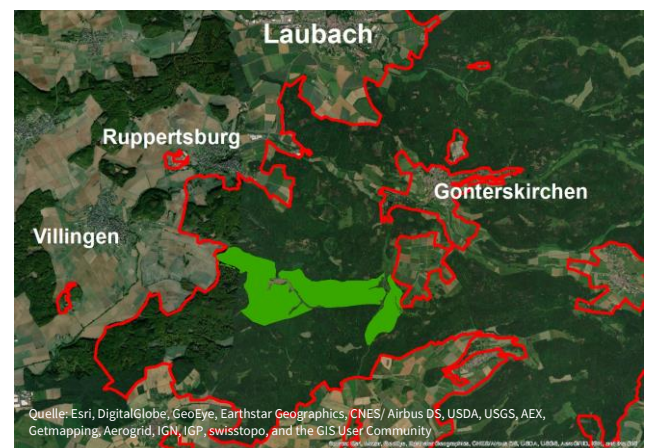 Laubach
Ruppertsburg
Gonterskirchen
Villingen
Quelle: Esri, DigitalGlobe, GeoEye, Earthstar Geographics, CNES/ Airbus DS, USDA, USGS, AEX,
Getmapping, Aerogrid, IGN, IGP, swisstopo, and the GIS User Community